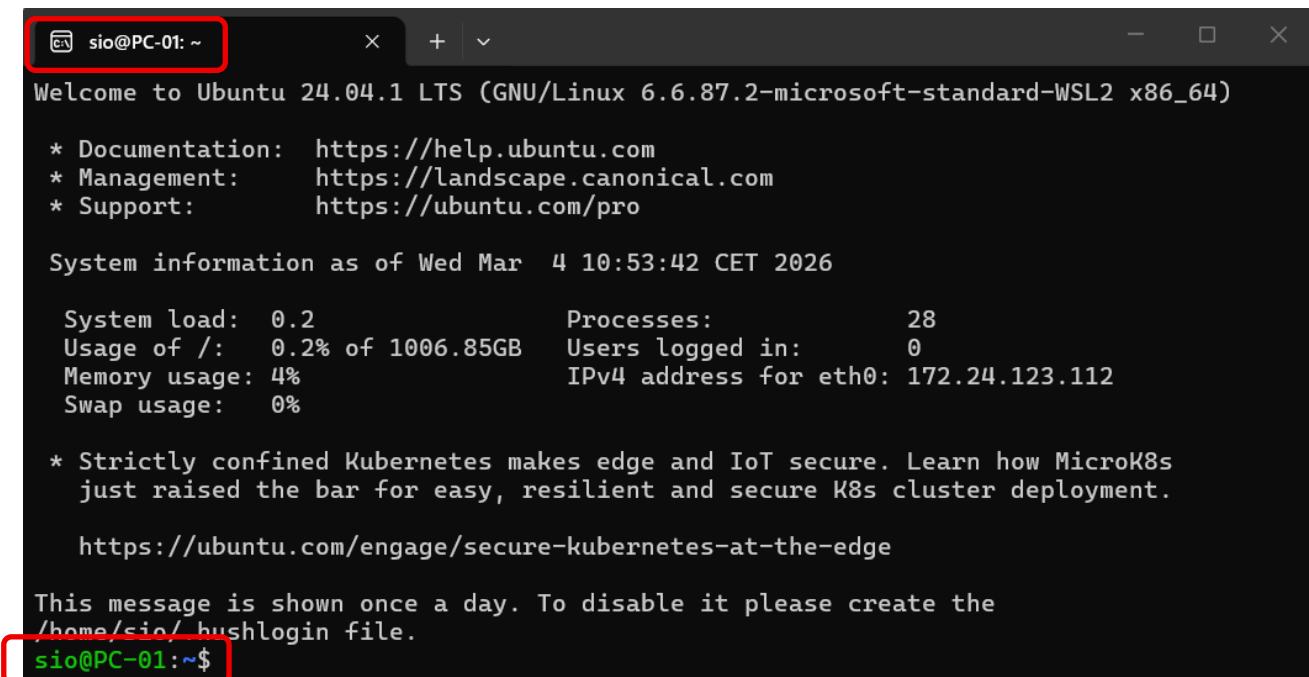 sio@PC-01: ~
Welcome to Ubuntu 24.04.1 LTS (GNU/Linux 6.6.87.2-microsoft-standard-WSL2 x86_64)
* Documentation:  https://help.ubuntu.com
* Management:     https://landscape.canonical.com
* Support:        https://ubuntu.com/pro
System information as of Wed Mar  4 10:53:42 CET 2026
System load:  0.2                 Processes:             28
Usage of /:   0.2% of 1006.85GB   Users logged in:       0
Memory usage: 4%                  IPv4 address for eth0: 172.24.123.112
Swap usage:   0%
* Strictly confined Kubernetes makes edge and IoT secure. Learn how MicroK8s
just raised the bar for easy, resilient and secure K8s cluster deployment.
https://ubuntu.com/engage/secure-kubernetes-at-the-edge
This message is shown once a day. To disable it please create the
/home/sio/.hushlogin file.
sio@PC-01:~$